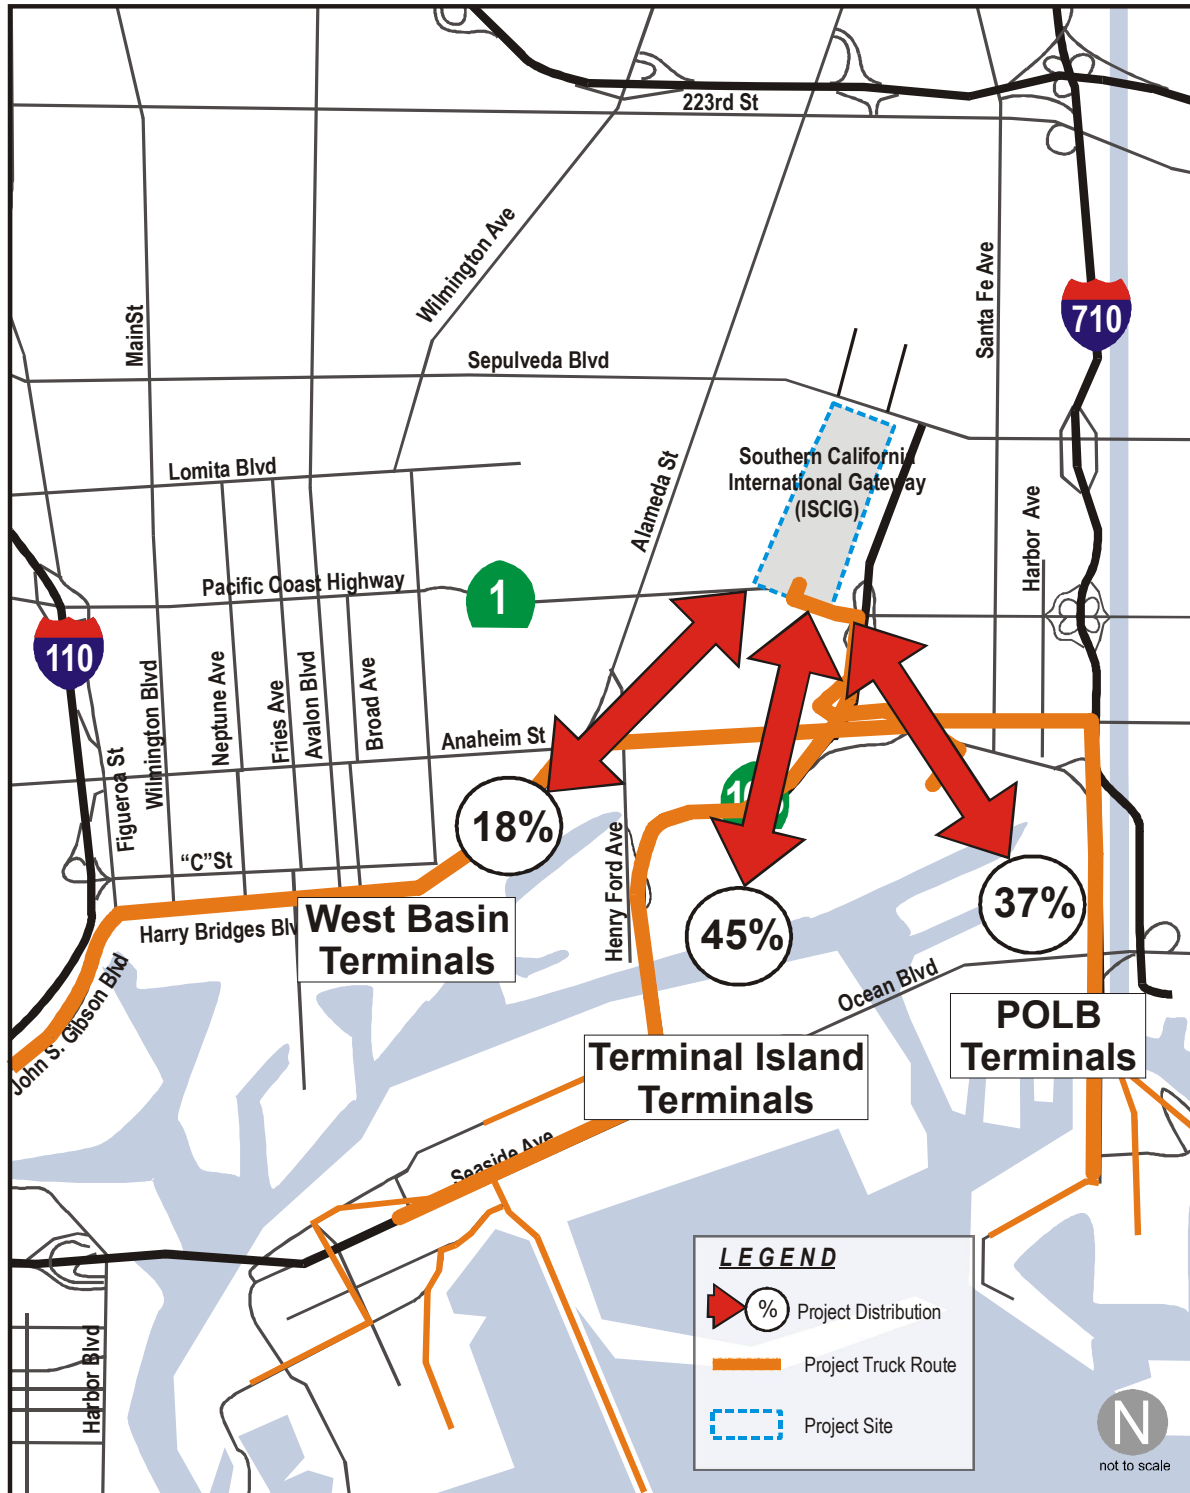 223rd St
Wilmington Ave
MainSt
Santa Fe Ave
710
Sepulveda Blvd
Southern California
International Gateway
(ISCIG)
Lomita Blvd
Alameda St
Harbor Ave
Pacific Coast Highway
1
110
Wilmington Blvd
Neptune Ave
Fries Ave
Avalon Blvd
Broad Ave
Figueroa St
Anaheim St
18%
"C"St
Henry Ford Ave
45%
37%
Harry Bridges Blv
West Basin
Terminals
John S. Gibson Blvd
Ocean Blvd
POLB
Terminals
Terminal Island
Terminals
Seaside Ave
Harbor Blvd
LEGEND
% Project Distribution
Project Truck Route
Project Site
N
not to scale